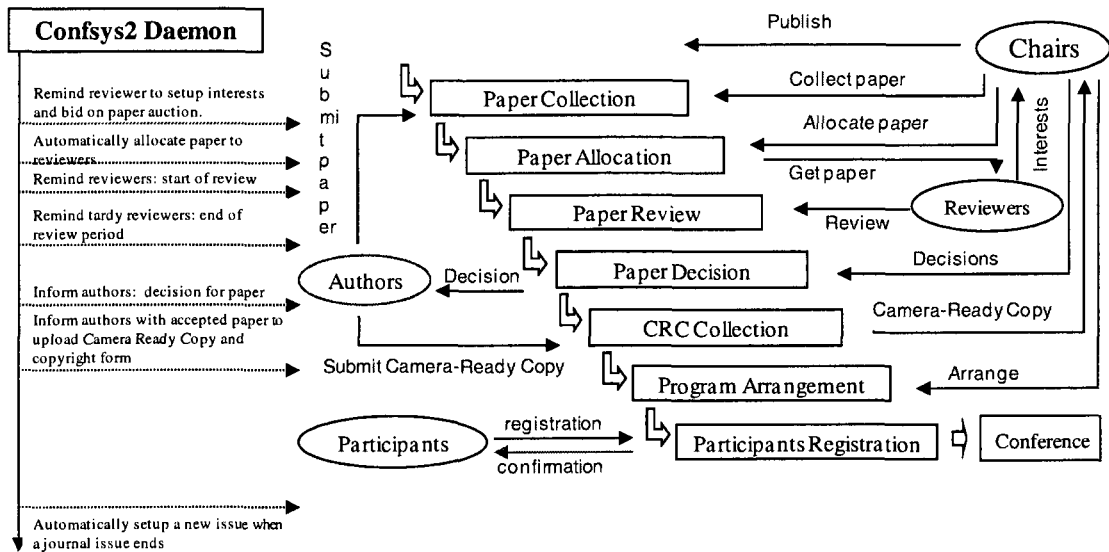 Confsys2 Daemon
Remind reviewer to setup interests
and bid on paper auction.
Automatically allocate paper to
reviewers
Remind reviewers: start of review
Remind tardy reviewers: end of
review period
Inform authors: decision for paper
Inform authors with accepted paper to
upload Camera Ready Copy and
copyright form
Automatically setup a new issue when
a journal issue ends
S
u
b
mi
t
p
a
p
er
Publish
Chairs
Collect paper
Paper Collection
Allocate paper
Paper Allocation
Get paper
Interests
Paper Review
Review
Reviewers
Authors
Decision
Paper Decision
Decisions
CRC Collection
Camera-Ready Copy
Submit Camera-Ready Copy
Program Arrangement
Arrange
Participants
registration
confirmation
Participants Registration
Conference